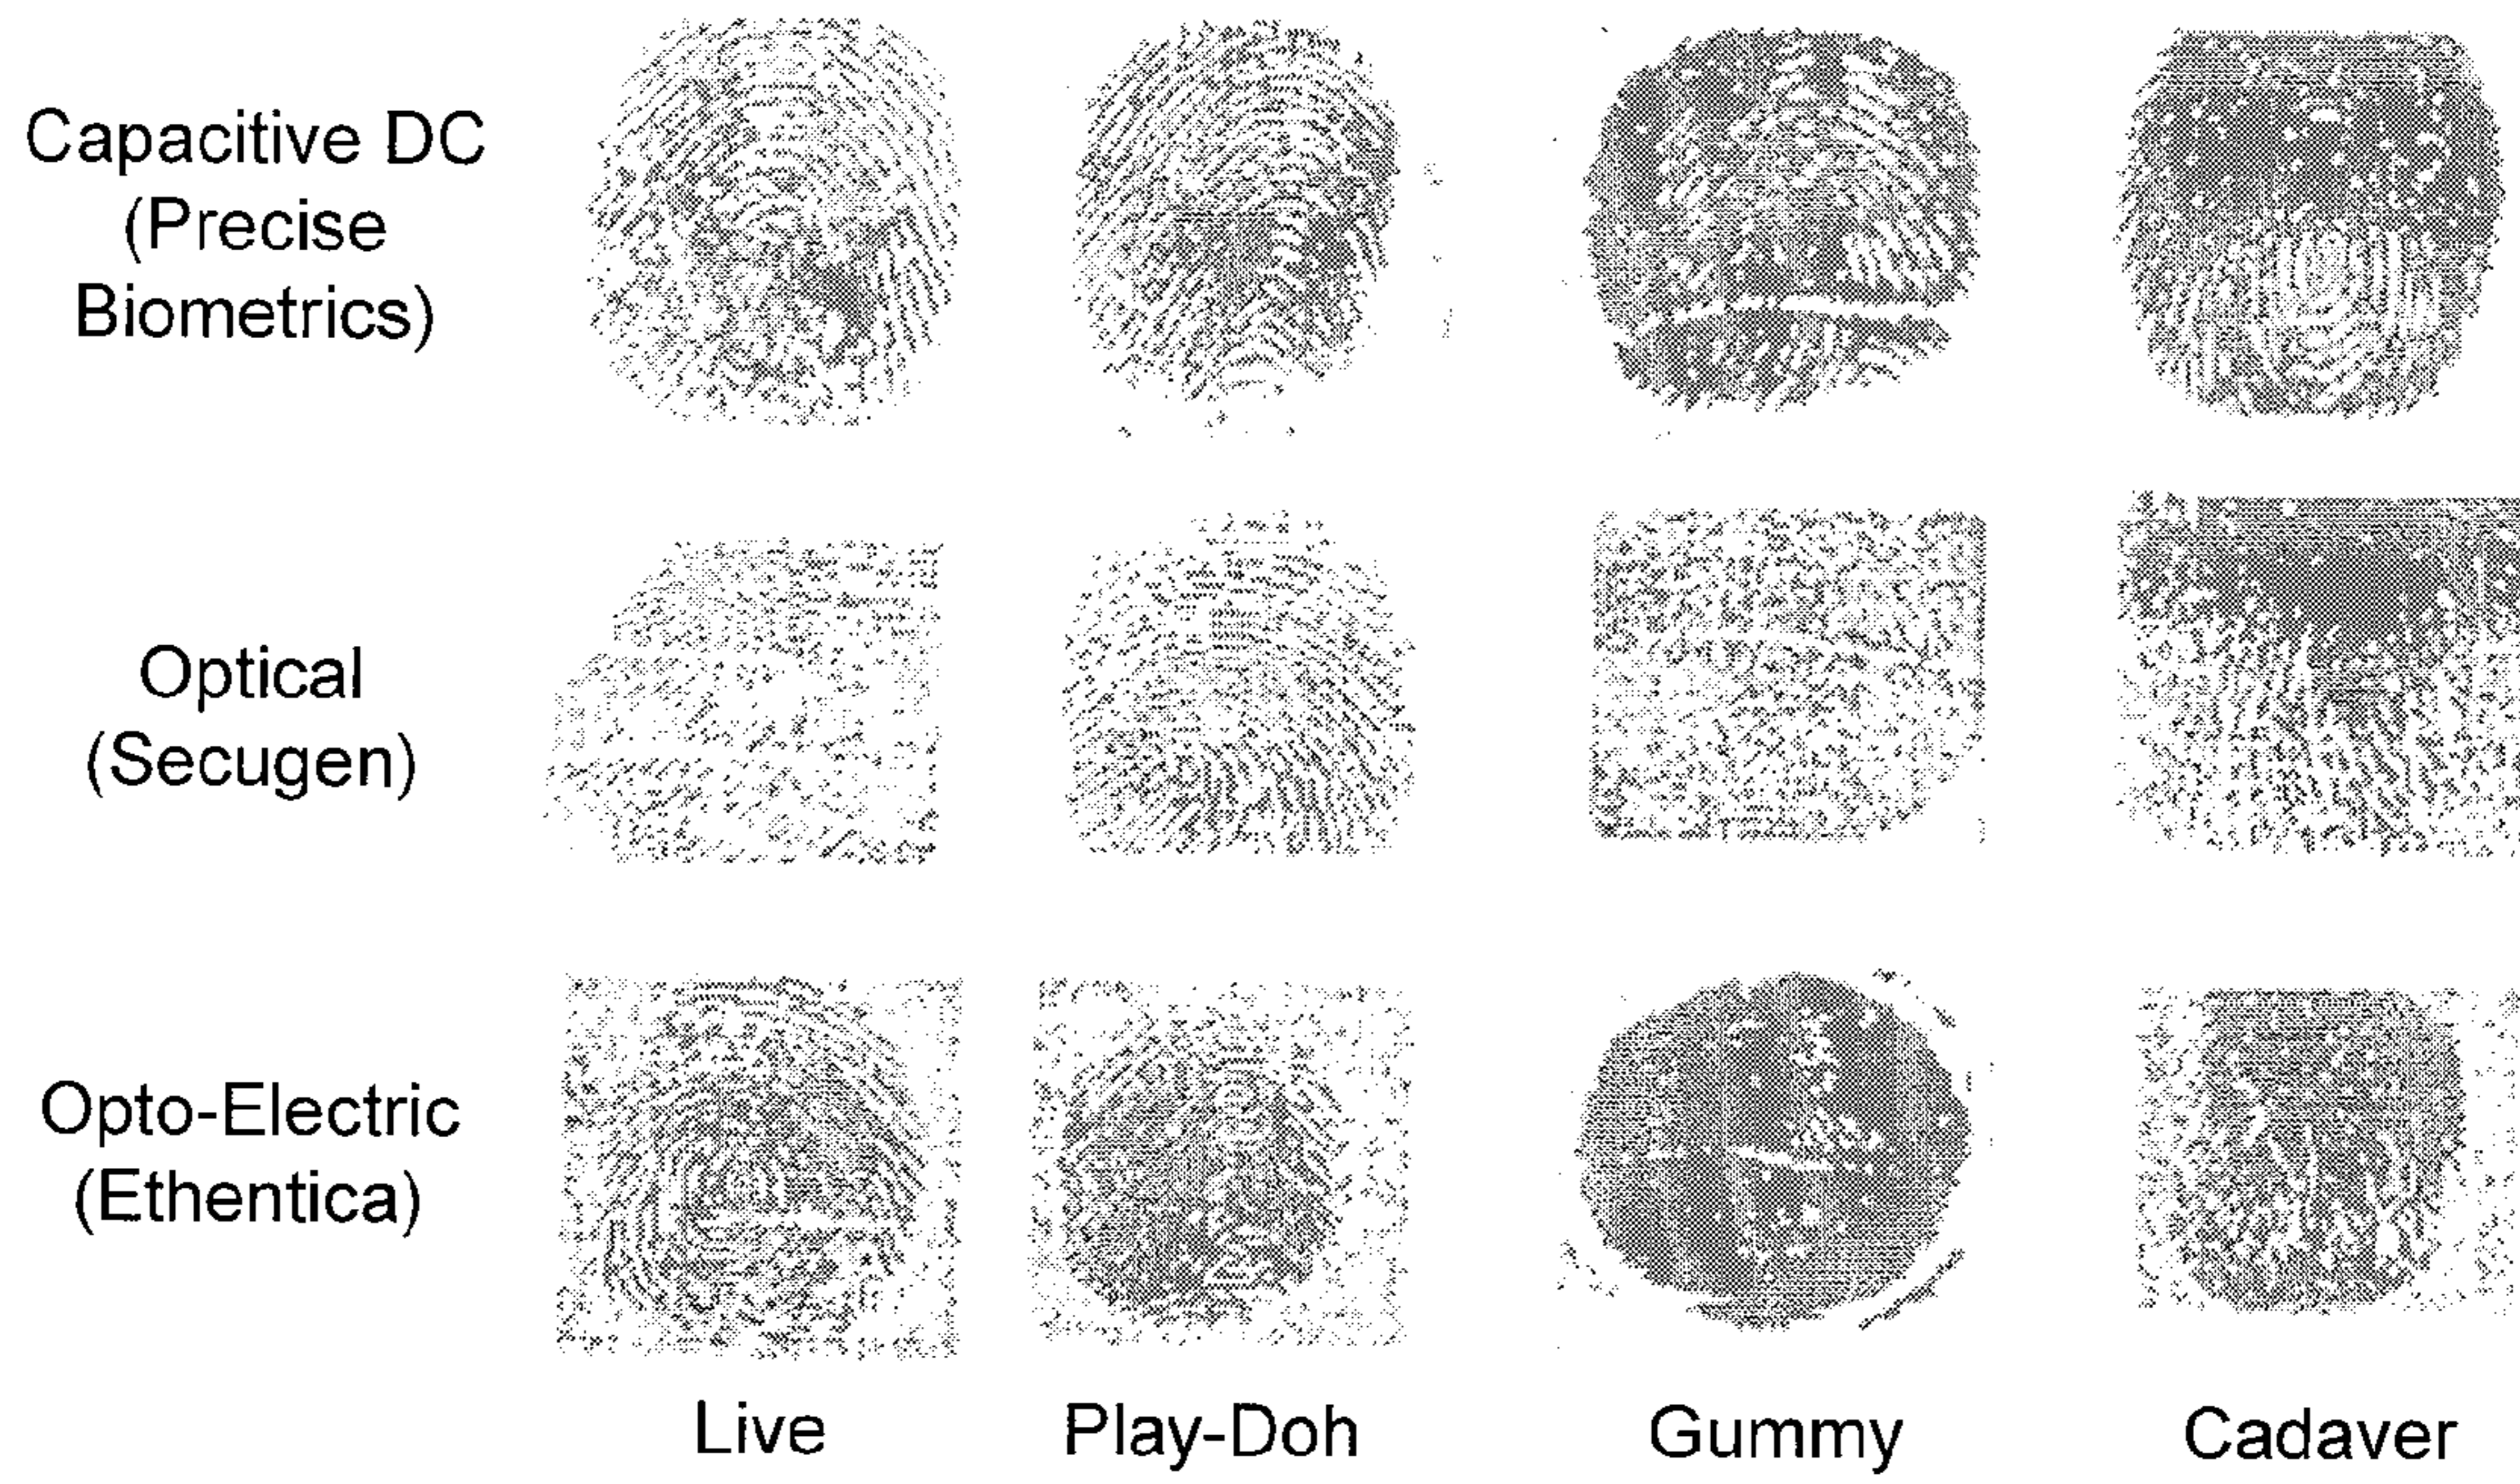 Capacitive DC
(Precise
Biometrics)
Optical
(Secugen)
Opto-Electric
(Ethentica)
Live
Play-Doh
Gummy
Cadaver